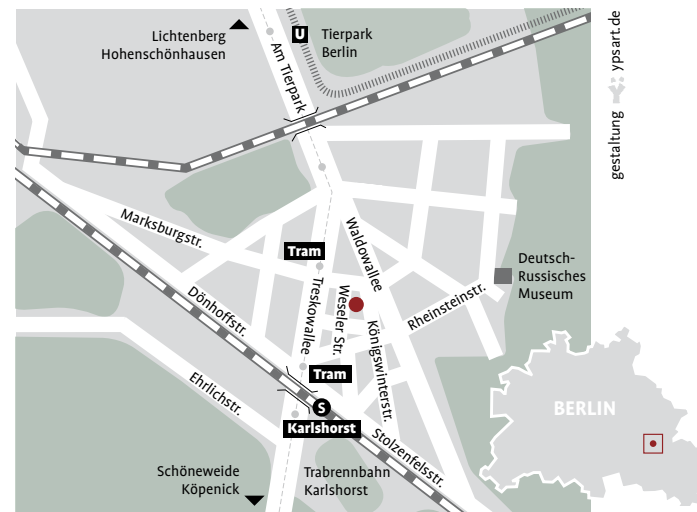 Lichtenberg
Hohenschönhausen
U
Tierpark
Berlin
Am Tierpark
gestaltung ypsart.de
Marksburgstr.
Tram
Waldowallee
Deutsch-
Russisches
Museum
Dönhoffstr.
Treskowallee
Weseler Str.
Rheinsteinstr.
Königswinterstr.
Tram
Ehrlichstr.
S
Karlshorst
Stolzenfelsstr.
BERLIN
Schöneweide
Köpenick
Trabrennbahn
Karlshorst